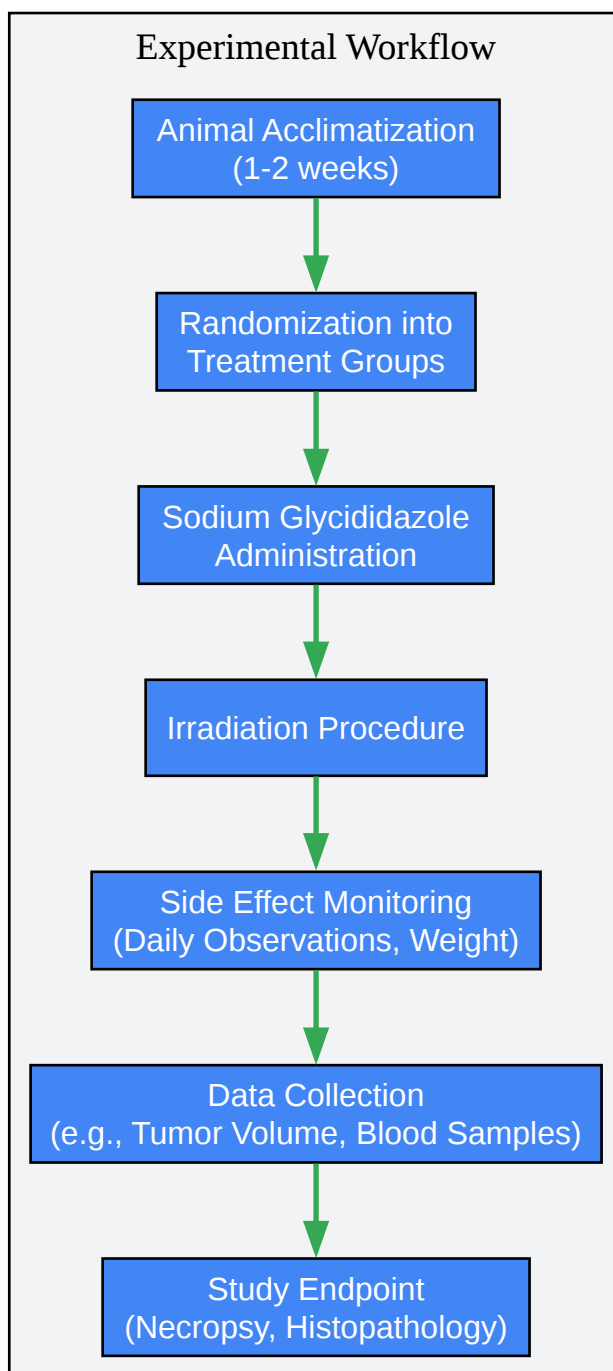 Experimental Workflow
Animal Acclimatization
(1-2 weeks)
Randomization into
Treatment Groups
Sodium Glycididazole
Administration
Irradiation Procedure
Side Effect Monitoring
(Daily Observations, Weight)
Data Collection
(e.g., Tumor Volume, Blood Samples)
Study Endpoint
(Necropsy, Histopathology)